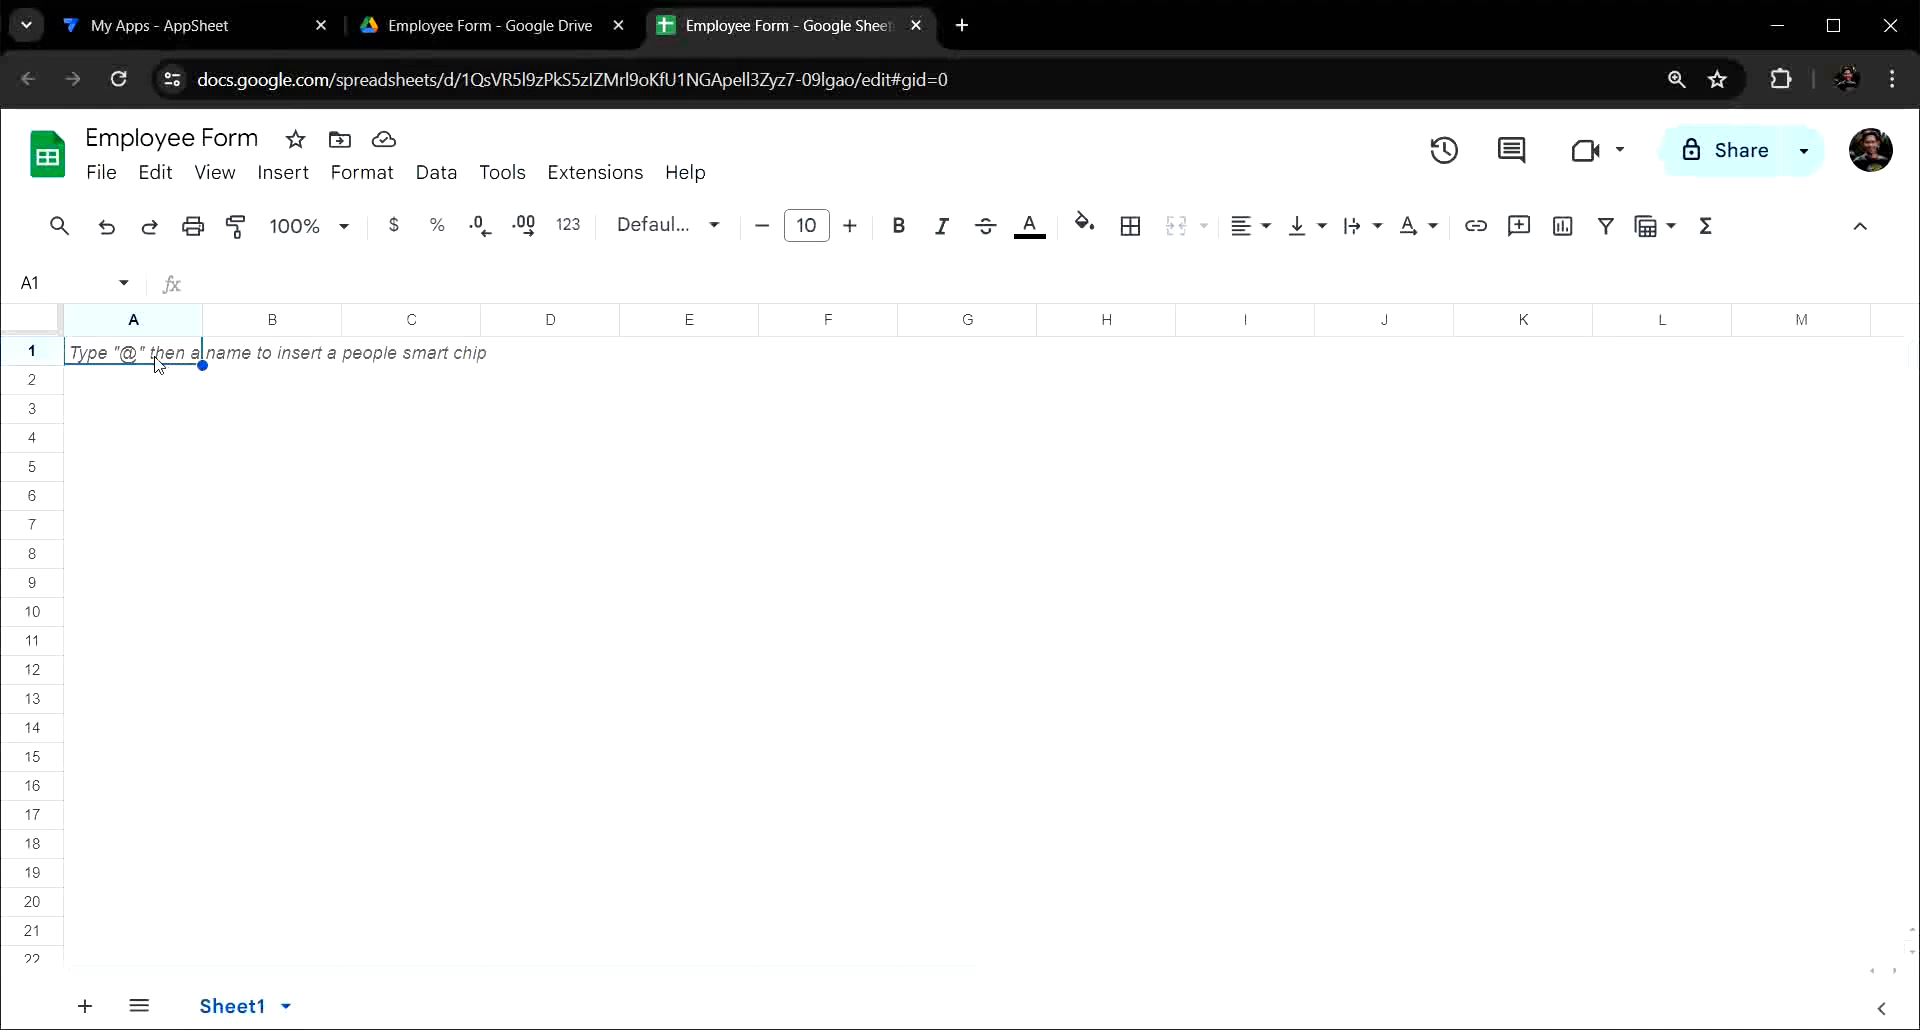 My Apps - AppSheet
Employee Form - Google Drive
Employee Form - Google Shee
docs.google.com/spreadsheets/d/1QsVR5l9zPkS5zIZMrl9oKfU1NGApell3Zyz7-09lgao/edit#gid=0
Employee Form
File Edit View Insert Format Data Tools Extensions Help
Share
100% $ % .0 .00 123 Defaul... 10 B I A A Σ
A1 fx
A B C D E F G H I J K L M
1 Type "@" then a name to insert a people smart chip
2
3
4
5
6
7
8
9
10
11
12
13
14
15
16
17
18
19
20
21
22
Sheet1